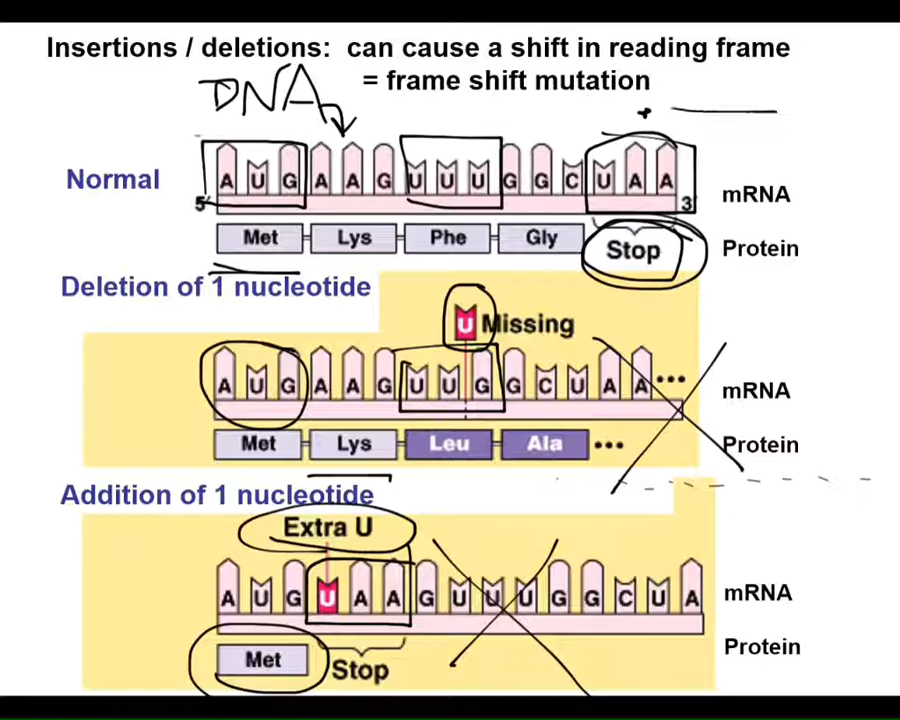 Insertions / deletions: can cause a shift in reading frame
= frame shift mutation
DNA
Normal
A U G A A G U U U G G C U A A
5' 3'
mRNA
Met Lys Phe Gly Stop
Protein
Deletion of 1 nucleotide
U Missing
A U G A A G U U G G C U A A •••
mRNA
Met Lys Leu Ala •••
Protein
Addition of 1 nucleotide
Extra U
A U G U A A G U U U G G C U A
mRNA
Met Stop
Protein